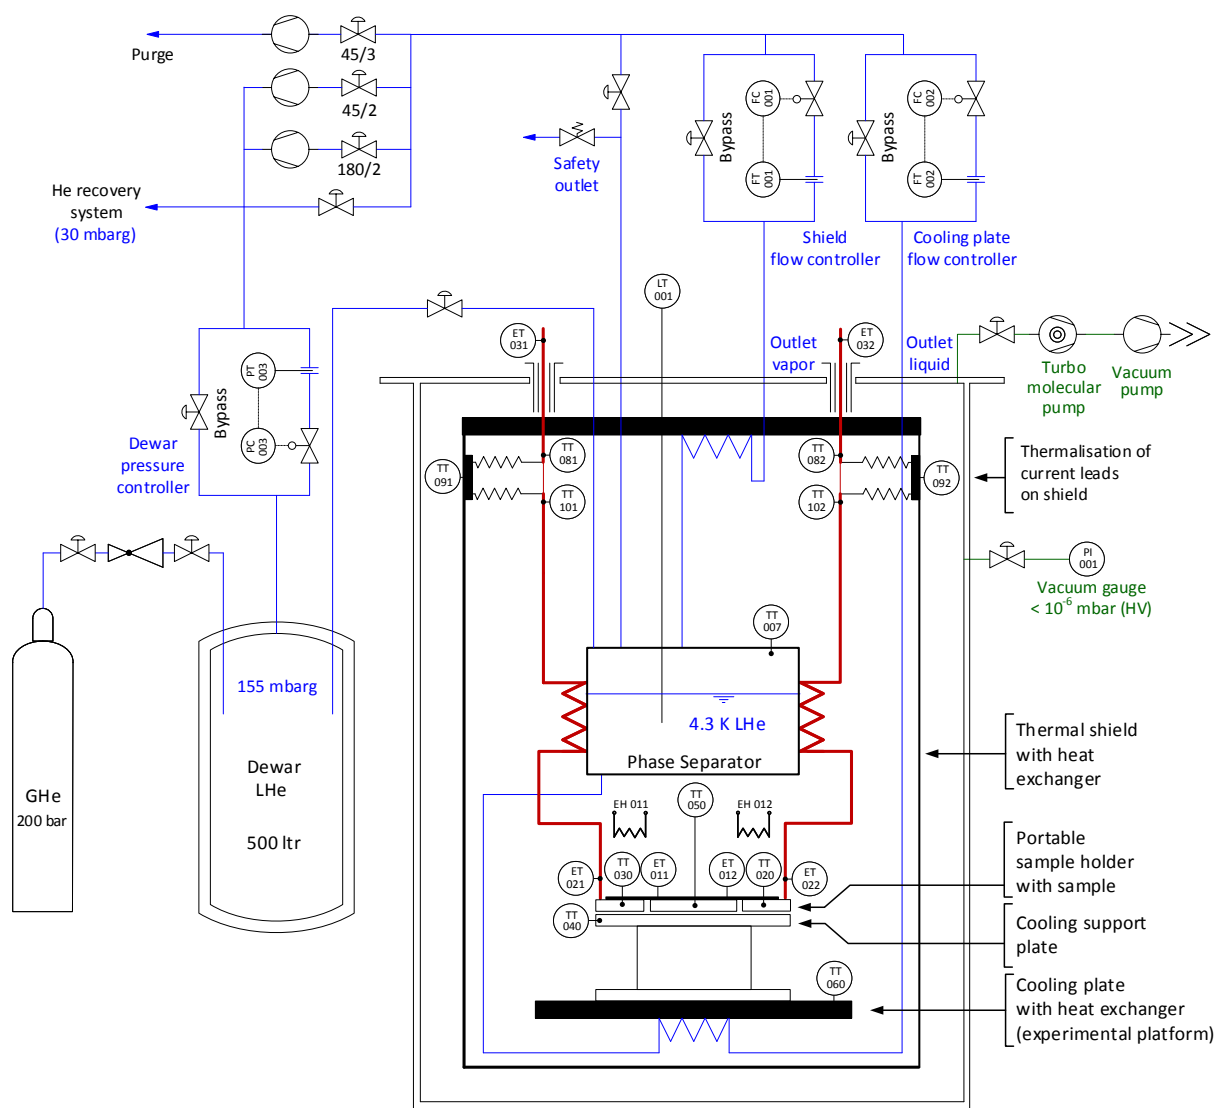 Purge
45/3
45/2
180/2
He recovery
system
(30 mbarg)
Safety
outlet
Bypass
FC
001
FT
001
Shield
flow controller
Bypass
FC
002
FT
002
Cooling plate
flow controller
LT
001
ET
031
ET
032
Outlet
vapor
Outlet
liquid
Turbo
molecular
pump
Vacuum
pump
PT
003
PC
003
Bypass
Dewar
pressure
controller
TT
091
TT
081
TT
101
TT
082
TT
102
TT
092
Thermalisation of
current leads
on shield
PI
001
Vacuum gauge
< 10-6 mbar (HV)
TT
007
155 mbarg
Dewar
LHe
500 ltr
GHe
200 bar
4.3 K LHe
Phase Separator
Thermal shield
with heat
exchanger
EH 011
TT
050
EH 012
ET
021
TT
030
ET
011
ET
012
TT
020
ET
022
Portable
sample holder
with sample
TT
040
Cooling support
plate
TT
060
Cooling plate
with heat exchanger
(experimental platform)